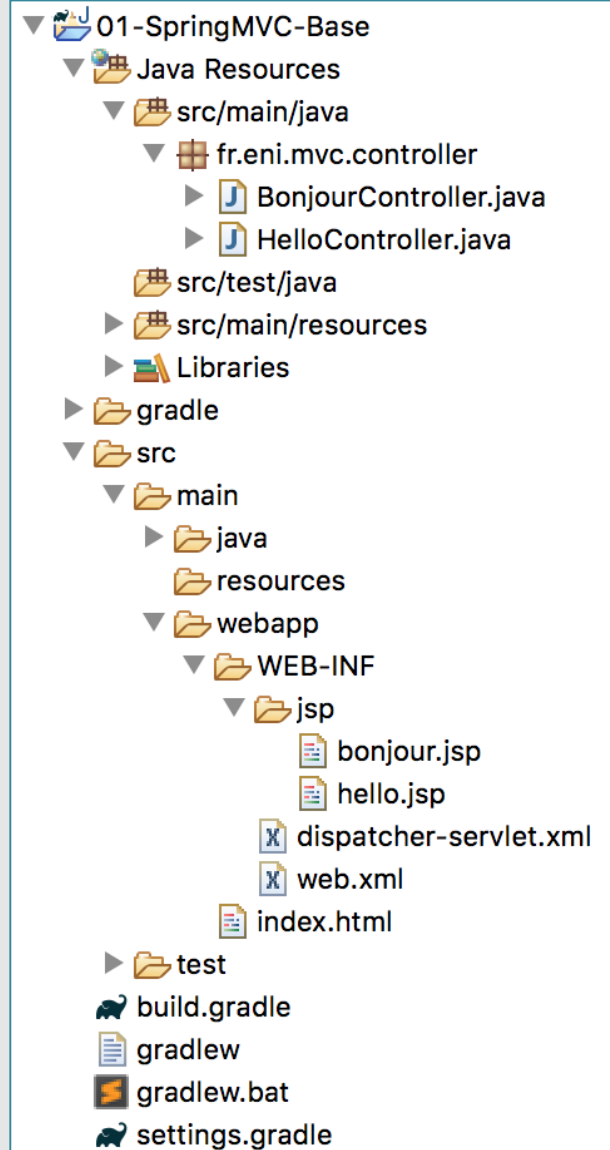 01-SpringMVC-Base
Java Resources
src/main/java
fr.eni.mvc.controller
BonjourController.java
HelloController.java
src/test/java
src/main/resources
Libraries
gradle
src
main
java
resources
webapp
WEB-INF
jsp
bonjour.jsp
hello.jsp
dispatcher-servlet.xml
web.xml
index.html
test
build.gradle
gradlew
gradlew.bat
settings.gradle